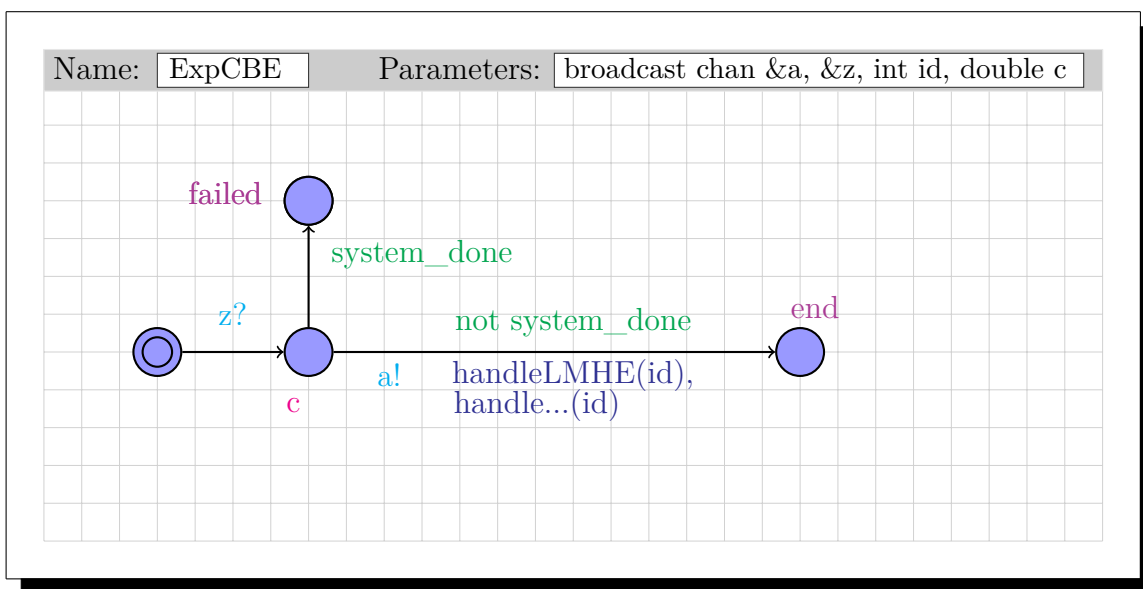 Name: ExpCBE Parameters: broadcast chan &a, &z, int id, double c
failed
system_done
z?
not system_done
end
a!
handleLMHE(id),
handle...(id)
c